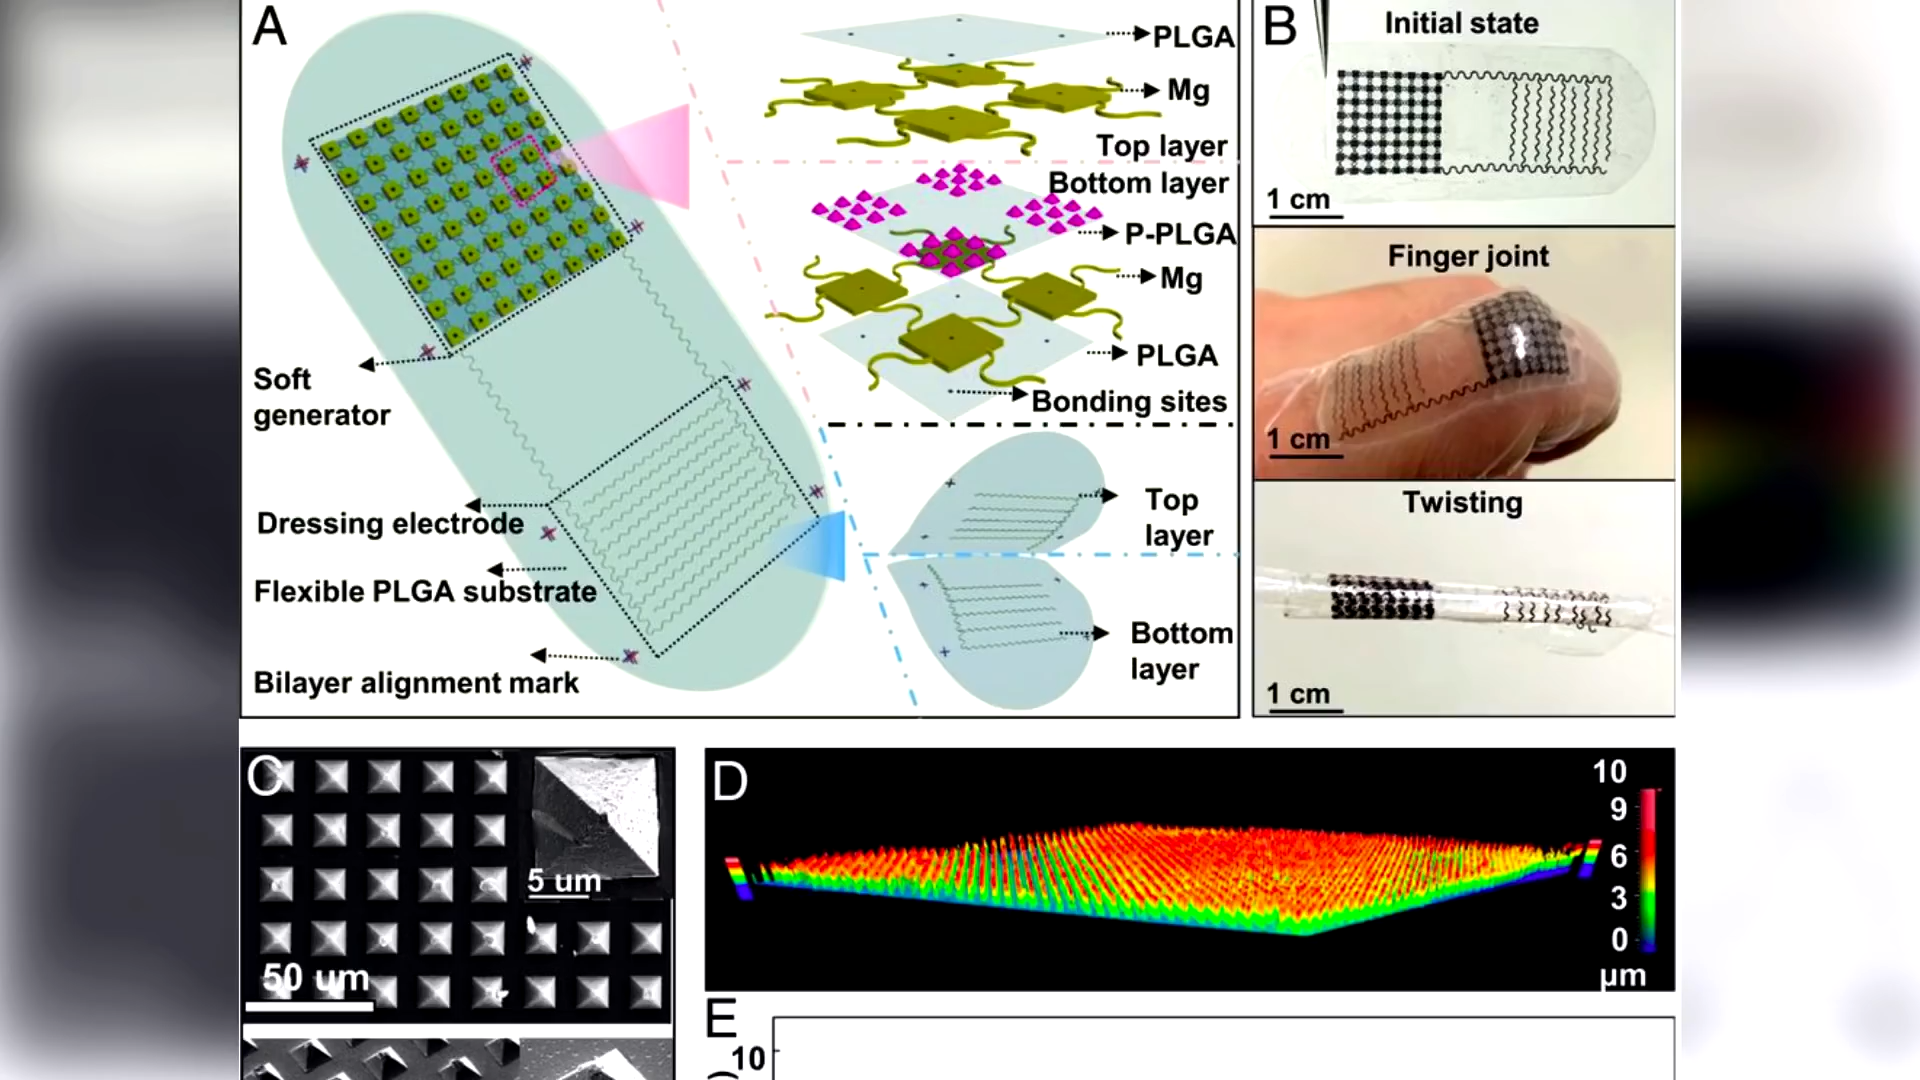 A
PLGA
Mg
Top layer
Bottom layer
P-PLGA
Mg
PLGA
Bonding sites
Soft
generator
Dressing electrode
Flexible PLGA substrate
Bilayer alignment mark
Top
layer
Bottom
layer
B
Initial state
1 cm
Finger joint
1 cm
Twisting
1 cm
C
5 um
50 um
D
10
9
6
3
0
μm
E
10